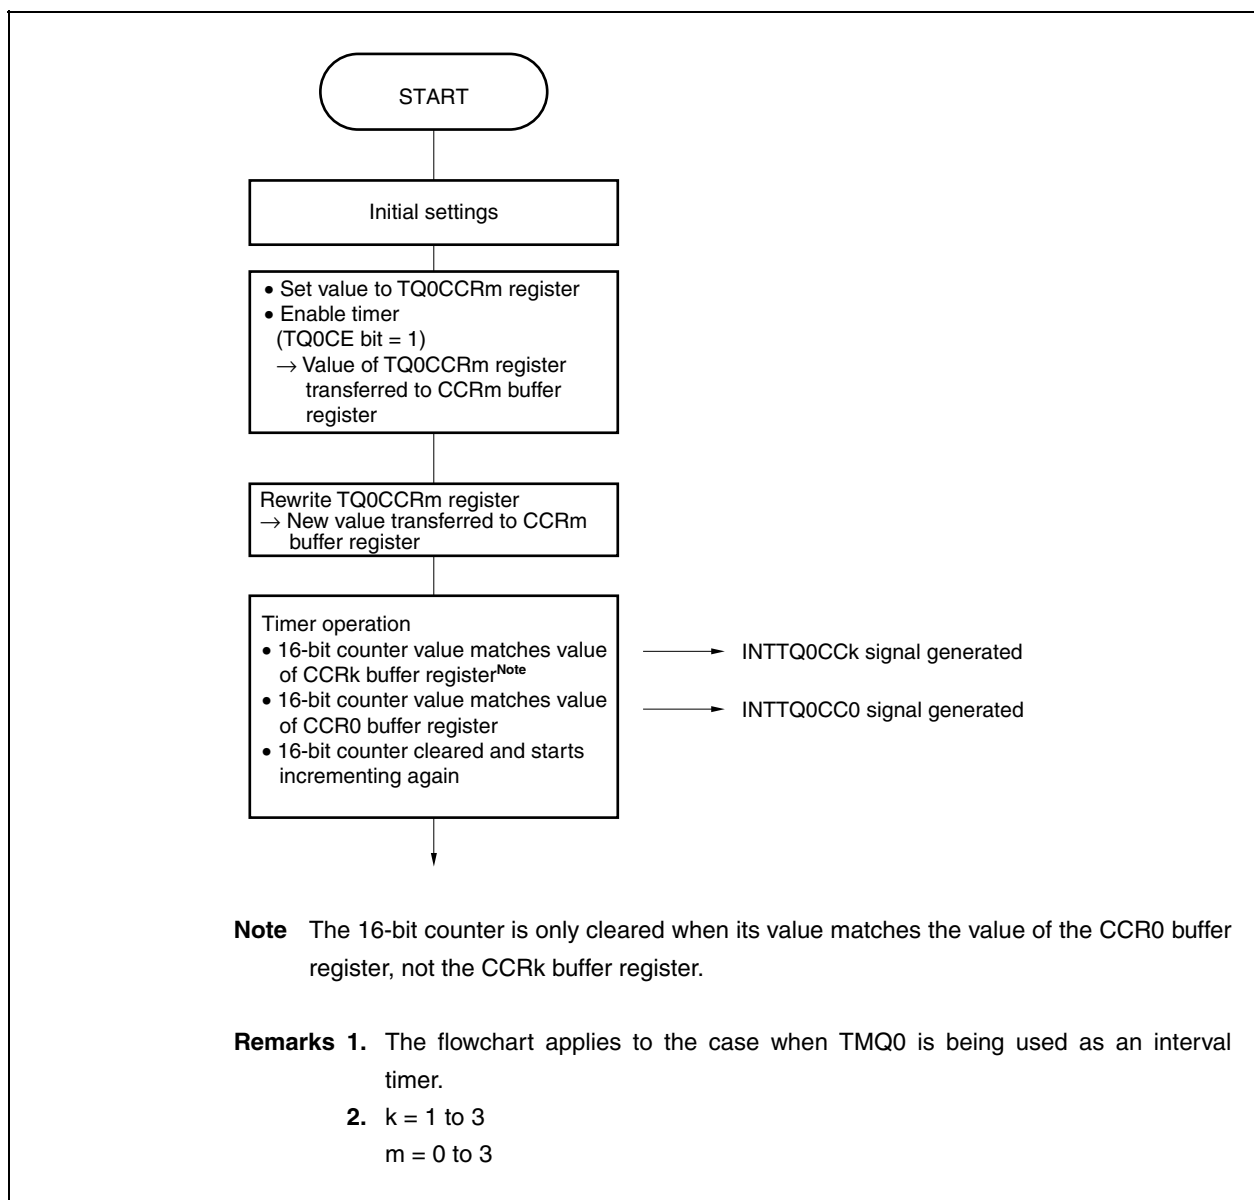 START
Initial settings
• Set value to TQ0CCRm register
• Enable timer
(TQ0CE bit = 1)
→ Value of TQ0CCRm register
transferred to CCRm buffer
register
Rewrite TQ0CCRm register
→ New value transferred to CCRm
buffer register
Timer operation
• 16-bit counter value matches value
of CCRk buffer registerNote
• 16-bit counter value matches value
of CCR0 buffer register
• 16-bit counter cleared and starts
incrementing again
INTTQ0CCk signal generated
INTTQ0CC0 signal generated
Note The 16-bit counter is only cleared when its value matches the value of the CCR0 buffer
register, not the CCRk buffer register.
Remarks 1. The flowchart applies to the case when TMQ0 is being used as an interval
timer.
2. k = 1 to 3
m = 0 to 3